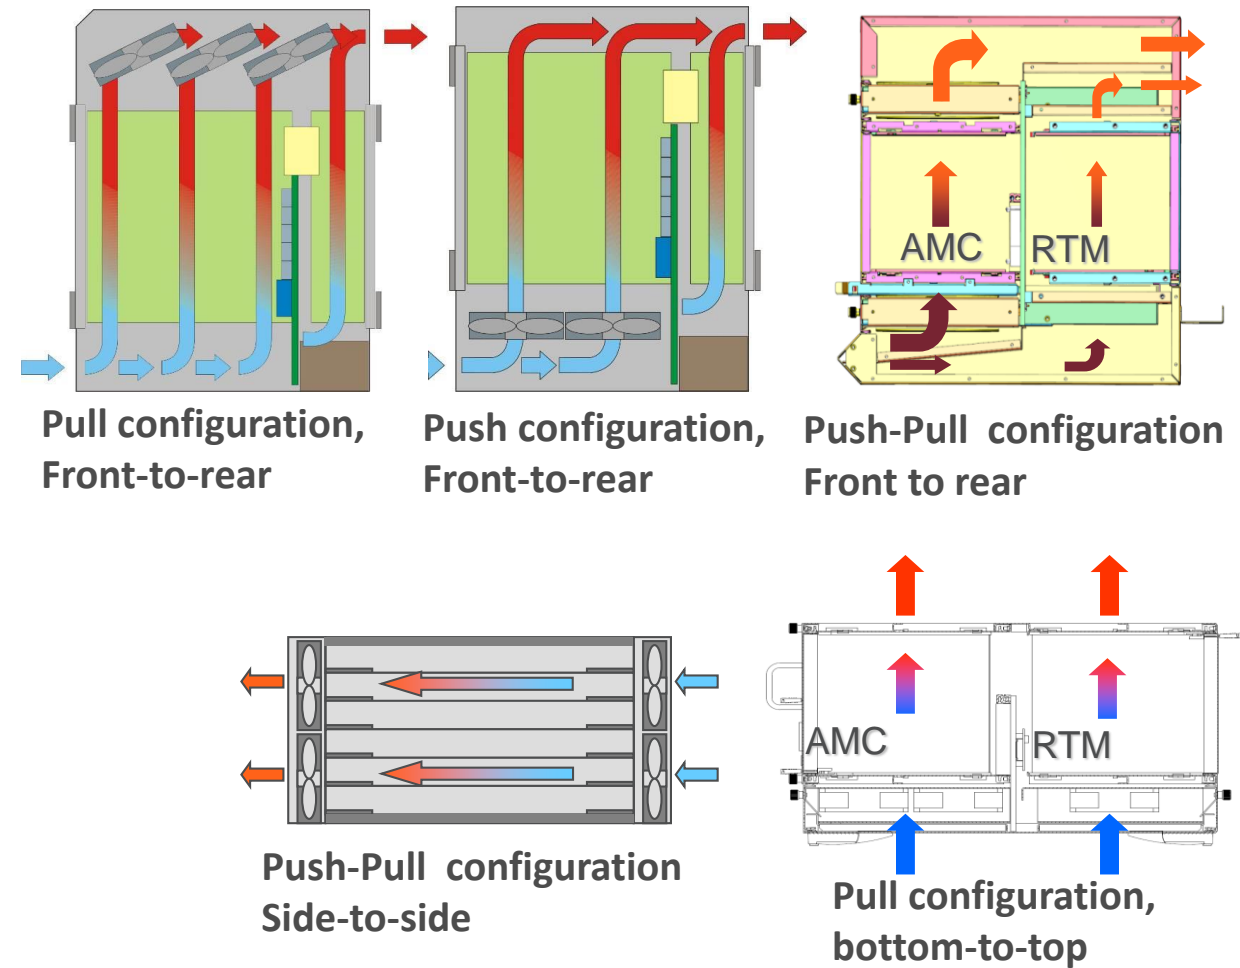 AMC RTM
Pull configuration,
Front-to-rear
Push configuration,
Front-to-rear
Push-Pull configuration
Front to rear
AMC RTM
Push-Pull configuration
Side-to-side
Pull configuration,
bottom-to-top